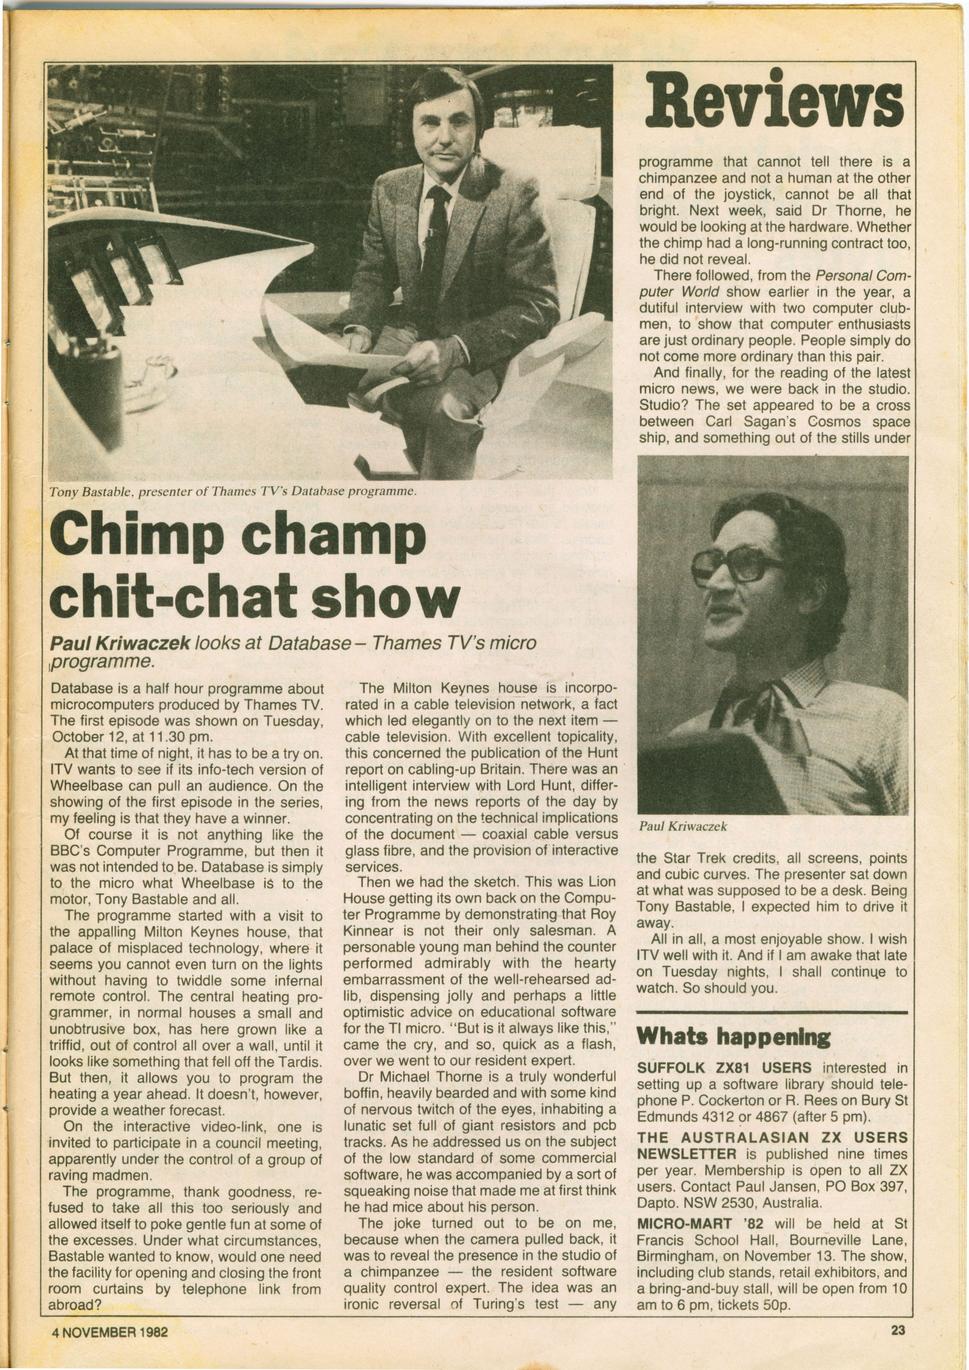 Reviews
Tony Bastable, presenter of Thames TV's Database programme.
Chimp champ
chit-chat show
Paul Kriwaczek looks at Database – Thames TV's micro
programme.
Database is a half hour programme about
microcomputers produced by Thames TV.
The first episode was shown on Tuesday,
October 12, at 11.30 pm.
At that time of night, it has to be a try on.
ITV wants to see if its info-tech version of
Wheelbase can pull an audience. On the
showing of the first episode in the series,
my feeling is that they have a winner.
Of course it is not anything like the
BBC's Computer Programme, but then it
was not intended to be. Database is simply
to the micro what Wheelbase is to the
motor, Tony Bastable and all.
The programme started with a visit to
the appalling Milton Keynes house, that
palace of misplaced technology, where it
seems you cannot even turn on the lights
without having to twiddle some infernal
remote control. The central heating pro-
grammer, in normal houses a small and
unobtrusive box, has here grown like a
triffid, out of control all over a wall, until it
looks like something that fell off the Tardis.
But then, it allows you to program the
heating a year ahead. It doesn't, however,
provide a weather forecast.
On the interactive video-link, one is
invited to participate in a council meeting,
apparently under the control of a group of
raving madmen.
The programme, thank goodness, re-
fused to take all this too seriously and
allowed itself to poke gentle fun at some of
the excesses. Under what circumstances,
Bastable wanted to know, would one need
the facility for opening and closing the front
room curtains by telephone link from
abroad?
The Milton Keynes house is incorpo-
rated in a cable television network, a fact
which led elegantly on to the next item —
cable television. With excellent topicality,
this concerned the publication of the Hunt
report on cabling-up Britain. There was an
intelligent interview with Lord Hunt, differ-
ing from the news reports of the day by
concentrating on the technical implications
of the document — coaxial cable versus
glass fibre, and the provision of interactive
services.
Then we had the sketch. This was Lion
House getting its own back on the Compu-
ter Programme by demonstrating that Roy
Kinnear is not their only salesman. A
personable young man behind the counter
performed admirably with the hearty
embarrassment of the well-rehearsed ad-
lib, dispensing jolly and perhaps a little
optimistic advice on educational software
for the TI micro. "But is it always like this,"
came the cry, and so, quick as a flash,
over we went to our resident expert.
Dr Michael Thorne is a truly wonderful
boffin, heavily bearded and with some kind
of nervous twitch of the eyes, inhabiting a
lunatic set full of giant resistors and pcb
tracks. As he addressed us on the subject
of the low standard of some commercial
software, he was accompanied by a sort of
squeaking noise that made me at first think
he had mice about his person.
The joke turned out to be on me,
because when the camera pulled back, it
was to reveal the presence in the studio of
a chimpanzee — the resident software
quality control expert. The idea was an
ironic reversal of Turing's test — any
programme that cannot tell there is a
chimpanzee and not a human at the other
end of the joystick, cannot be all that
bright. Next week, said Dr Thorne, he
would be looking at the hardware. Whether
the chimp had a long-running contract too,
he did not reveal.
There followed, from the Personal Com-
puter World show earlier in the year, a
dutiful interview with two computer club-
men, to show that computer enthusiasts
are just ordinary people. People simply do
not come more ordinary than this pair.
And finally, for the reading of the latest
micro news, we were back in the studio.
Studio? The set appeared to be a cross
between Carl Sagan's Cosmos space
ship, and something out of the stills under
Paul Kriwaczek
the Star Trek credits, all screens, points
and cubic curves. The presenter sat down
at what was supposed to be a desk. Being
Tony Bastable, I expected him to drive it
away.
All in all, a most enjoyable show. I wish
ITV well with it. And if I am awake that late
on Tuesday nights, I shall continue to
watch. So should you.
Whats happening
SUFFOLK ZX81 USERS interested in
setting up a software library should tele-
phone P. Cockerton or R. Rees on Bury St
Edmunds 4312 or 4867 (after 5 pm).
THE AUSTRALASIAN ZX USERS
NEWSLETTER is published nine times
per year. Membership is open to all ZX
users. Contact Paul Jansen, PO Box 397,
Dapto. NSW 2530, Australia.
MICRO-MART '82 will be held at St
Francis School Hall, Bourneville Lane,
Birmingham, on November 13. The show,
including club stands, retail exhibitors, and
a bring-and-buy stall, will be open from 10
am to 6 pm, tickets 50p.
4 NOVEMBER 1982
23